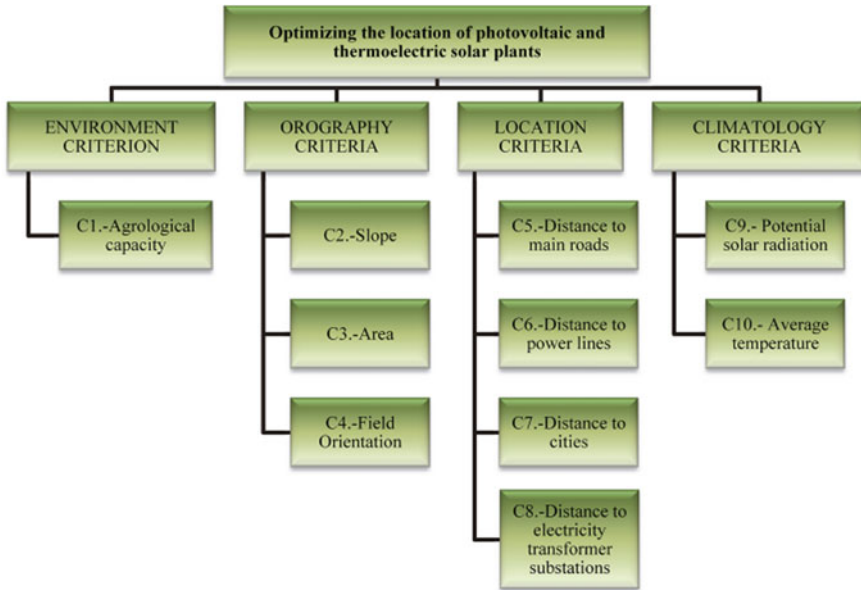 Optimizing the location of photovoltaic and
thermoelectric solar plants
ENVIRONMENT
CRITERION
C1.-Agrological
capacity
OROGRAPHY
CRITERIA
C2.-Slope
C3.-Area
C4.-Field
Orientation
LOCATION
CRITERIA
C5.-Distance to
main roads
C6.-Distance to
power lines
C7.-Distance to
cities
C8.-Distance to
electricity
transformer
substations
CLIMATOLOGY
CRITERIA
C9.- Potential
solar radiation
C10.- Average
temperature